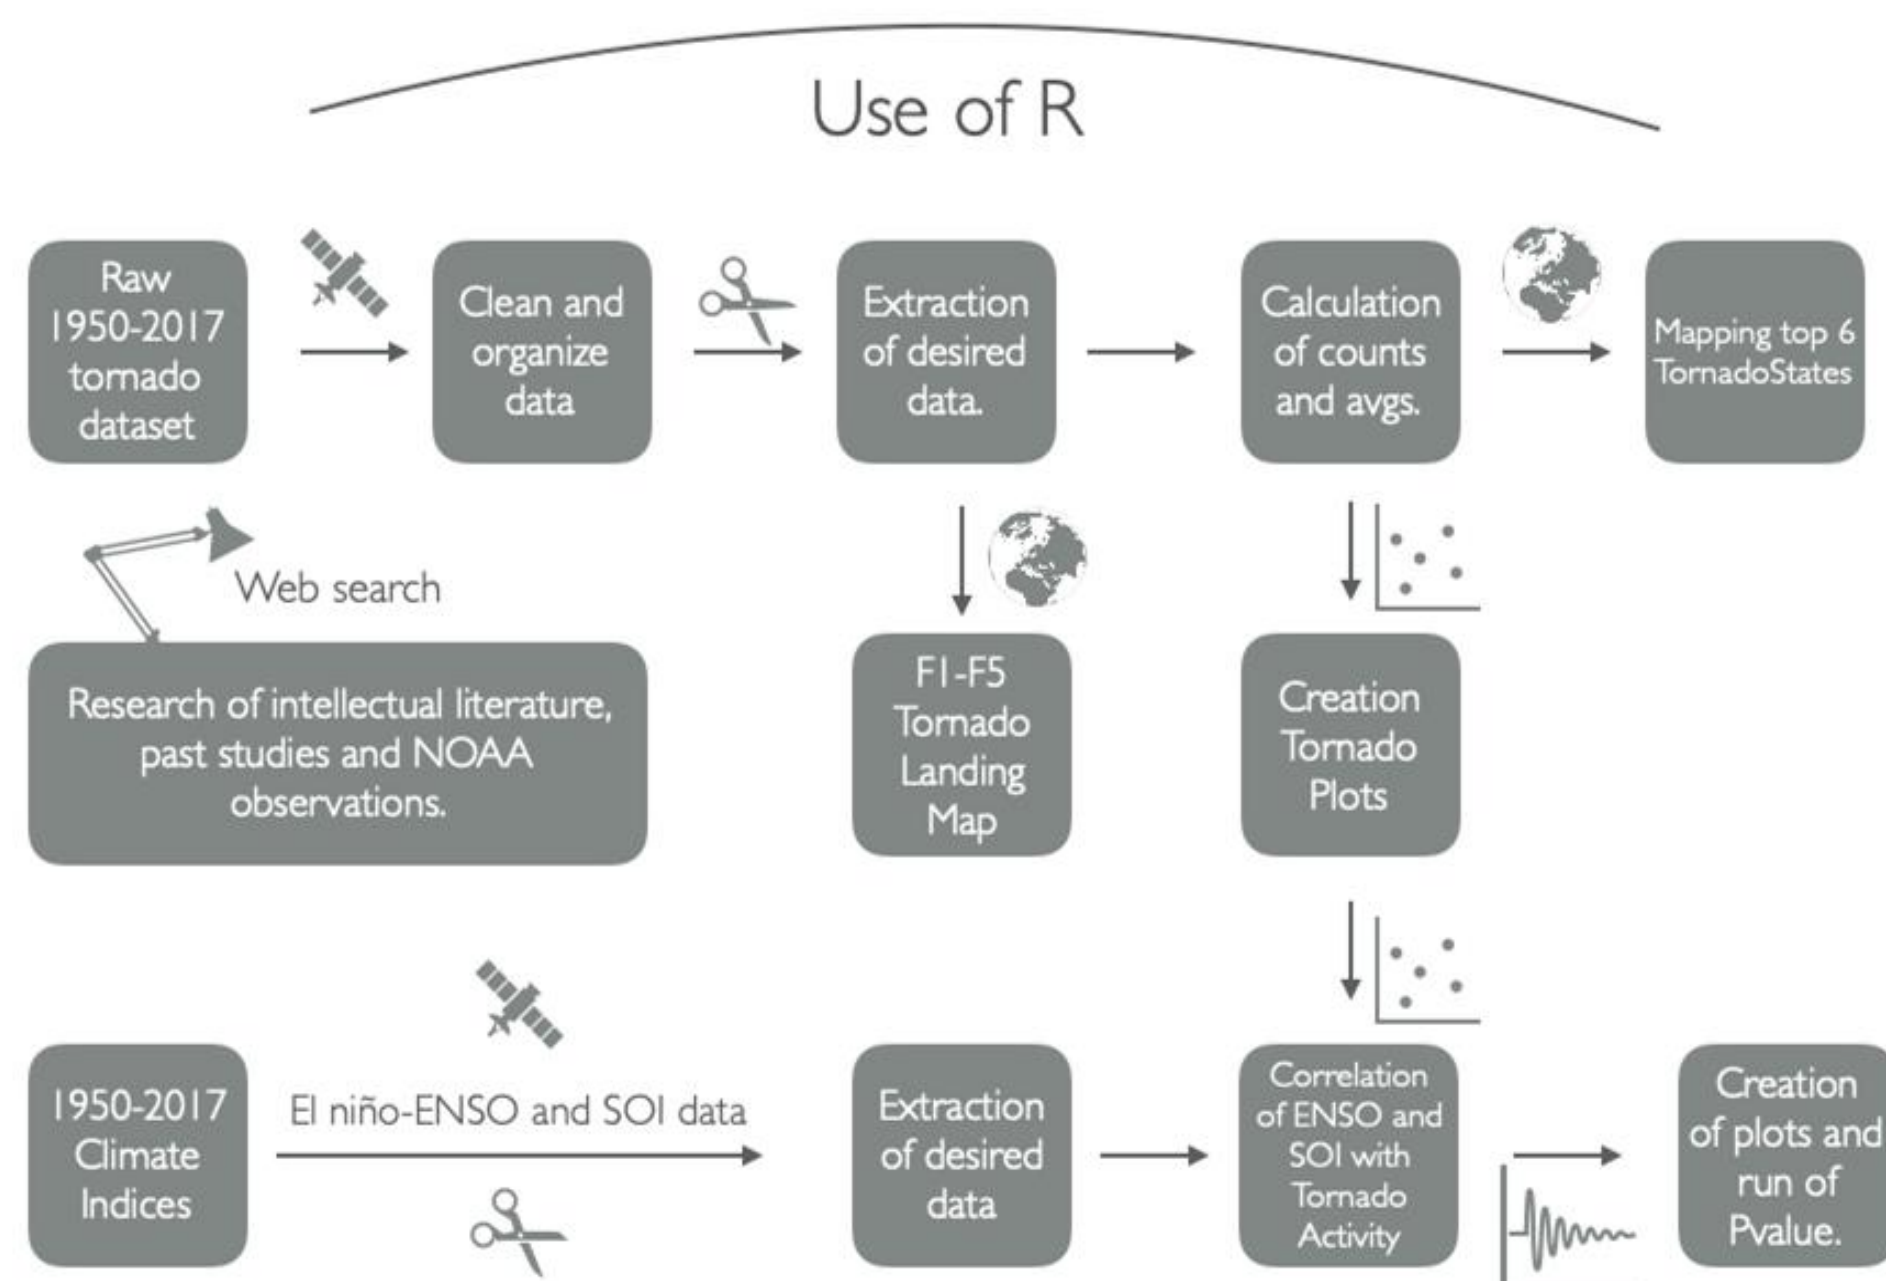 Use of R
Raw
1950-2017
tornado
dataset
Clean and
organize
data
Extraction
of desired
data.
Calculation
of counts
and avgs.
Mapping top 6
TornadoStates
Web search
Research of intellectual literature,
past studies and NOAA
observations.
F1-F5
Tornado
Landing
Map
Creation
Tornado
Plots
1950-2017
Climate
Indices
El niño-ENSO and SOI data
Extraction
of desired
data
Correlation
of ENSO and
SOI with
Tornado
Activity
Creation
of plots and
run of
Pvalue.